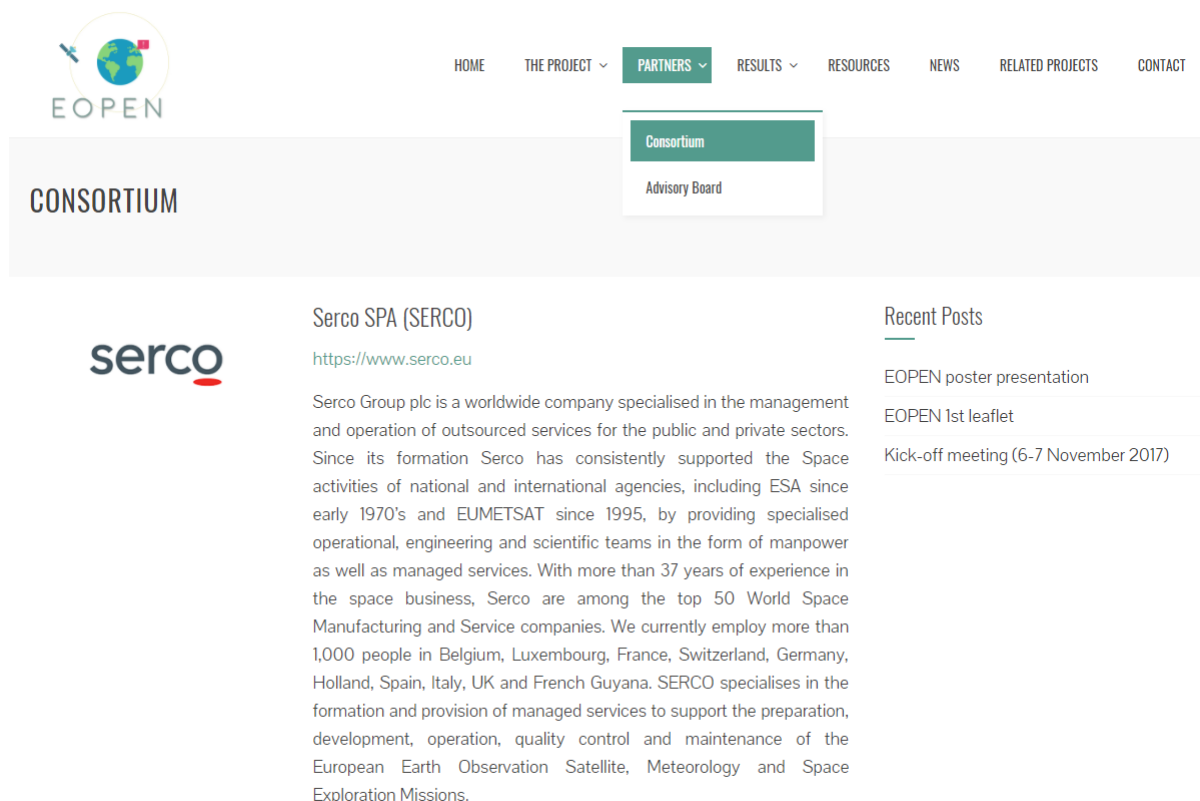 EOPEN
HOME THE PROJECT PARTNERS RESULTS RESOURCES NEWS RELATED PROJECTS CONTACT
Consortium
Advisory Board
CONSORTIUM
serco
Serco SPA (SERCO)
https://www.serco.eu
Serco Group plc is a worldwide company specialised in the management
and operation of outsourced services for the public and private sectors.
Since its formation Serco has consistently supported the Space
activities of national and international agencies, including ESA since
early 1970's and EUMETSAT since 1995, by providing specialised
operational, engineering and scientific teams in the form of manpower
as well as managed services. With more than 37 years of experience in
the space business, Serco are among the top 50 World Space
Manufacturing and Service companies. We currently employ more than
1,000 people in Belgium, Luxembourg, France, Switzerland, Germany,
Holland, Spain, Italy, UK and French Guyana. SERCO specialises in the
formation and provision of managed services to support the preparation,
development, operation, quality control and maintenance of the
European Earth Observation Satellite, Meteorology and Space
Exploration Missions.
Recent Posts
EOPEN poster presentation
EOPEN 1st leaflet
Kick-off meeting (6-7 November 2017)